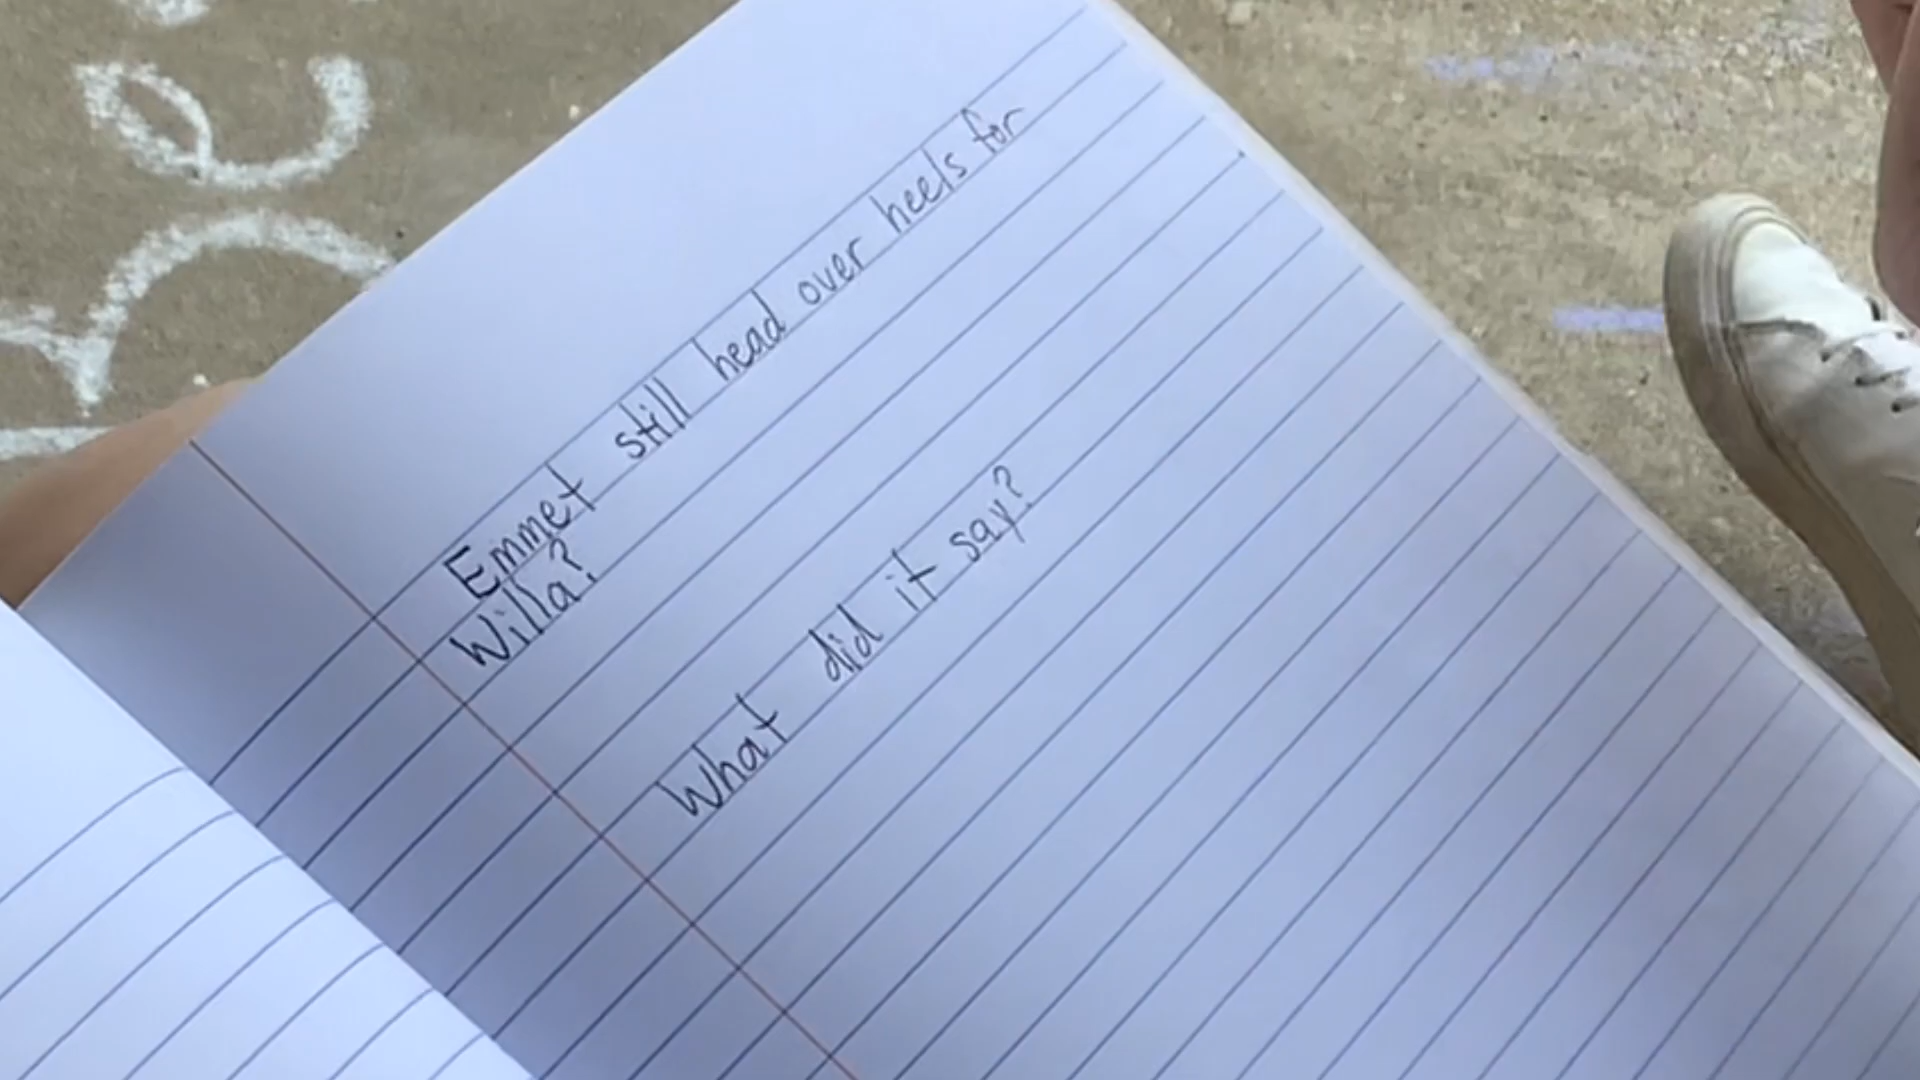 Emmet still head over heels for
Willa?
What did it say?